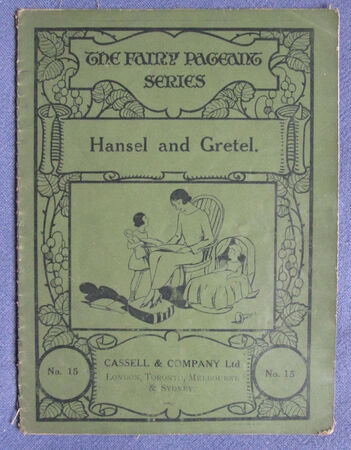 THE FAIRY PAGEANT
SERIES
Hansel and Gretel.
No. 15
CASSELL & COMPANY Ltd
LONDON, TORONTO, MELBOURNE
& SYDNEY.
No. 15